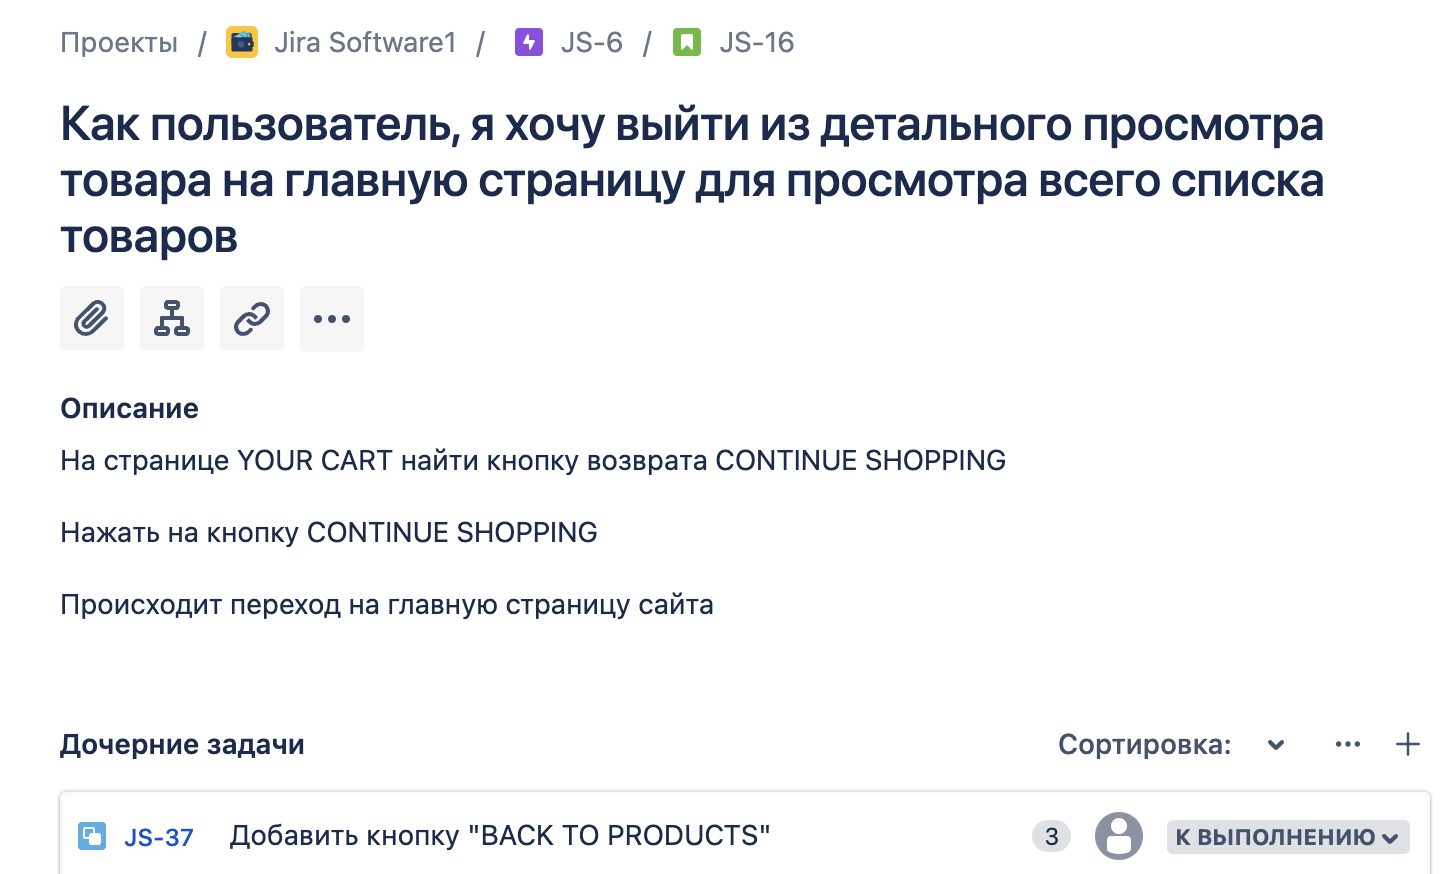 Проекты / Jira Software1 / JS-6 / JS-16
Как пользователь, я хочу выйти из детального просмотра
товара на главную страницу для просмотра всего списка
товаров
Описание
На странице YOUR CART найти кнопку возврата CONTINUE SHOPPING
Нажать на кнопку CONTINUE SHOPPING
Происходит переход на главную страницу сайта
Дочерние задачи Сортировка:
JS-37 Добавить кнопку "BACK TO PRODUCTS" 3 К ВЫПОЛНЕНИЮ